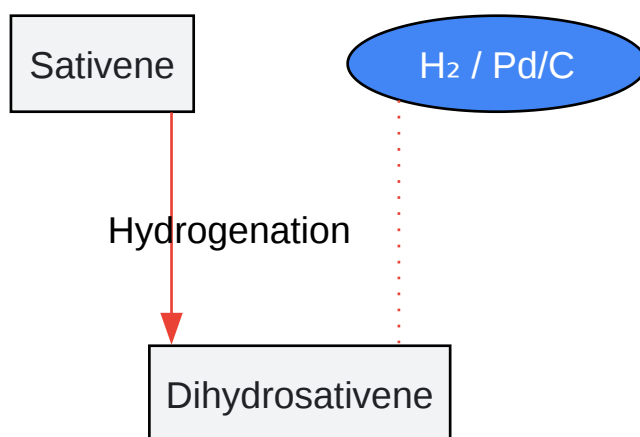 Sativene
H₂ / Pd/C
Hydrogenation
Dihydrosativene